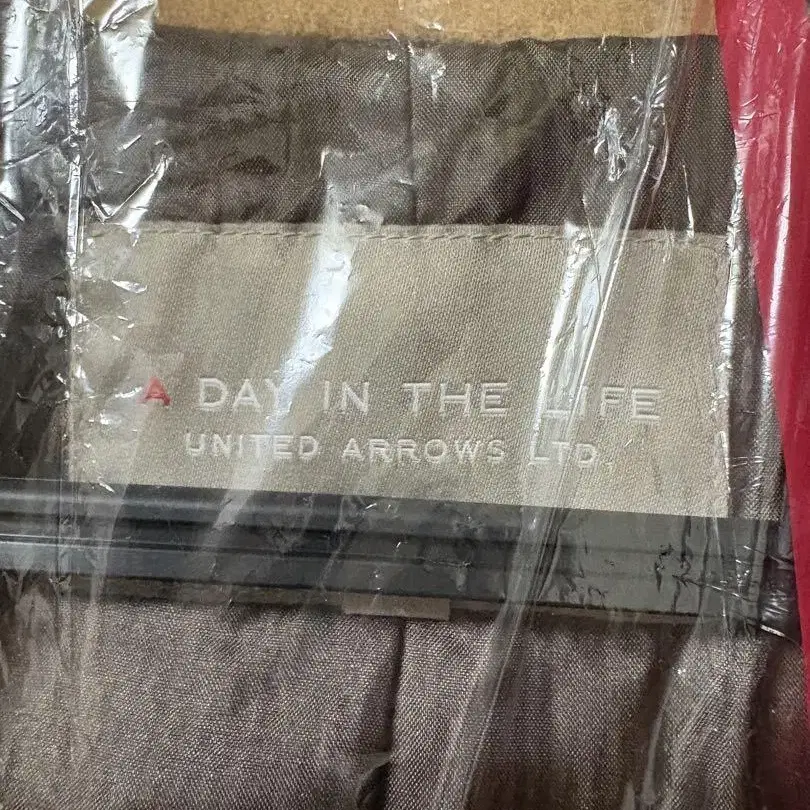 A DAY IN THE LIFE
UNITED ARROWS LTD.